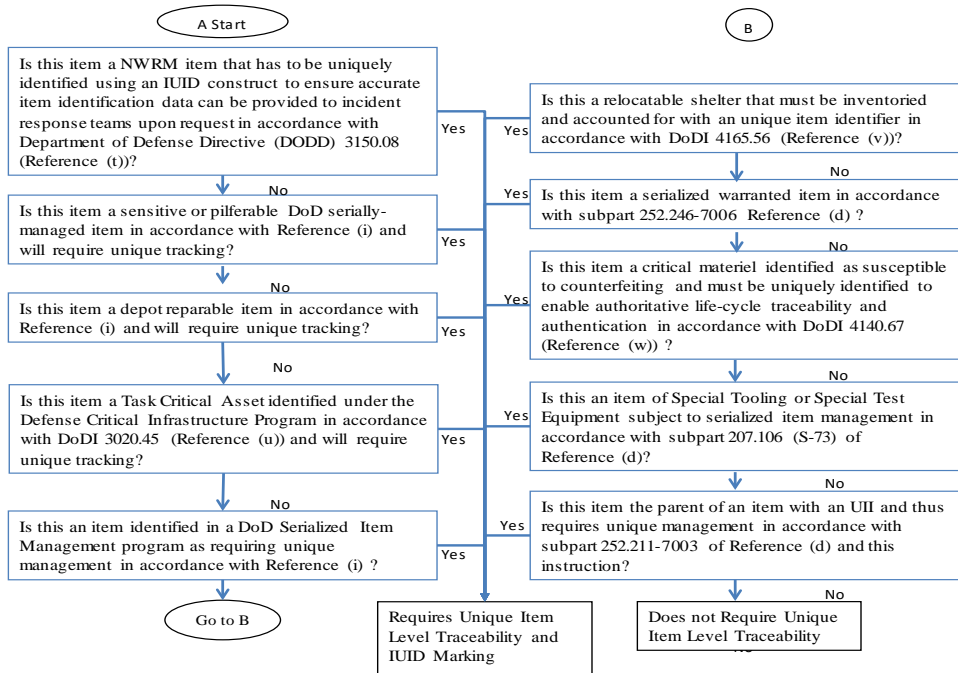 A Start
Is this item a NWRM item that has to be uniquely
identified using an IUID construct to ensure accurate
item identification data can be provided to incident
response teams upon request in accordance with
Department of Defense Directive (DODD) 3150.08
(Reference (t))?
Yes
No
Is this item a sensitive or pilferable DoD serially-
managed item in accordance with Reference (i) and
will require unique tracking?
Yes
No
Is this item a depot reparable item in accordance with
Reference (i) and will require unique tracking?
No
Is this item a Task Critical Asset identified under the
Defense Critical Infrastructure Program in accordance
with DoDI 3020.45 (Reference (u)) and will require
unique tracking?
Yes
No
Is this an item identified in a DoD Serialized Item
Management program as requiring unique
management in accordance with Reference (i) ?
Yes
Go to B
Requires Unique Item
Level Traceability and
IUID Marking
B
Is this a relocatable shelter that must be inventoried
and accounted for with an unique item identifier in
accordance with DoDI 4165.56 (Reference (v))?
Yes
No
Is this item a serialized warranted item in accordance
with subpart 252.246-7006 Reference (d) ?
Yes
No
Is this item a critical materiel identified as susceptible
to counterfeiting and must be uniquely identified to
enable authoritative life-cycle traceability and
authentication in accordance with DoDI 4140.67
(Reference (w)) ?
Yes
No
Is this an item of Special Tooling or Special Test
Equipment subject to serialized item management in
accordance with subpart 207.106 (S-73) of
Reference (d)?
Yes
No
Is this item the parent of an item with an UII and thus
requires unique management in accordance with
subpart 252.211-7003 of Reference (d) and this
instruction?
Yes
No
Does not Require Unique
Item Level Traceability